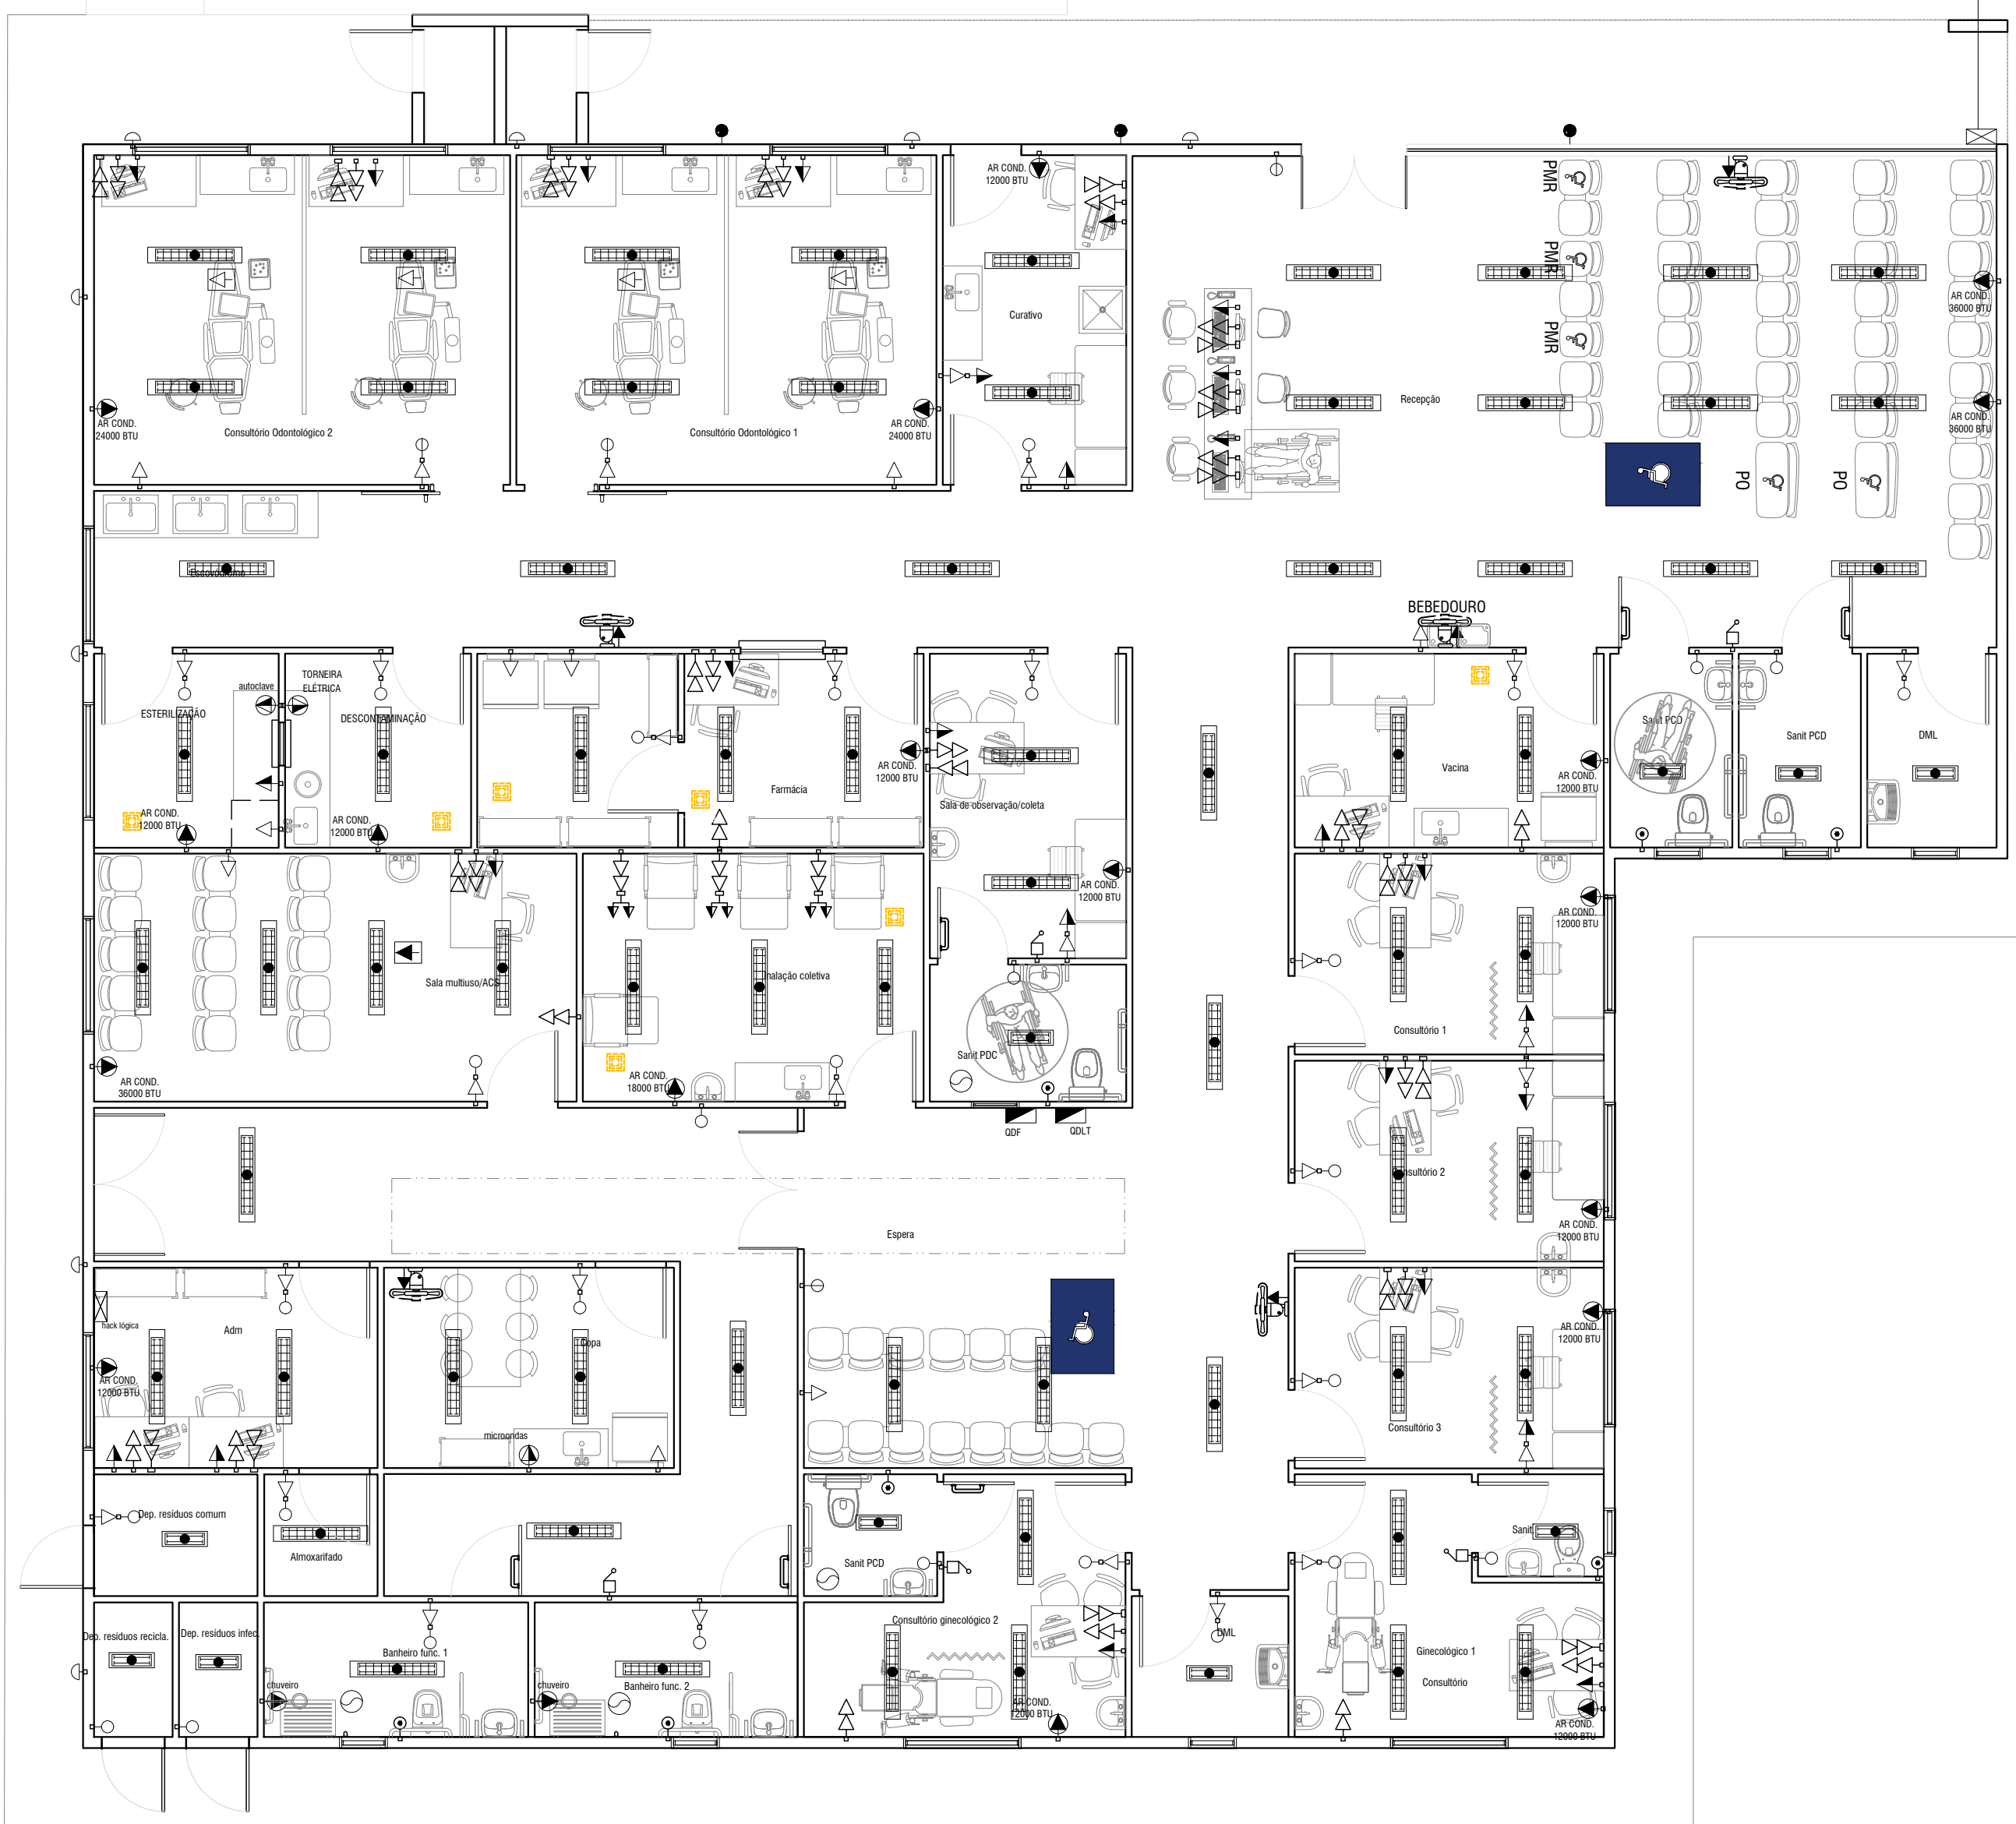 AR COND.
12000 BTU
PMR
PMR
PMR
AR COND.
36000 BTU
Curativo
Recepção
AR COND.
24000 BTU
Consultório Odontológico 2
Consultório Odontológico 1
AR COND.
24000 BTU
AR COND.
36000 BTU
PO
PO
Escovódromo
BEBEDOURO
autoclave
TORNEIRA
ELÉTRICA
ESTERILIZAÇÃO
DESCONTAMINAÇÃO
AR COND.
12000 BTU
AR COND.
12000 BTU
AR COND.
12000 BTU
Farmácia
Sala de observação/coleta
Vacina
AR COND.
12000 BTU
Sanit PCD
Sanit PCD
DML
AR COND.
12000 BTU
AR COND.
12000 BTU
Sala multiuso/ACS
Inalação coletiva
Consultório 1
Sanit PDC
AR COND.
36000 BTU
AR COND.
18000 BTU
QDF
QDLT
Consultório 2
AR COND.
12000 BTU
Espera
hack lógica
Adm
Copa
AR COND.
12000 BTU
AR COND.
12000 BTU
microondas
Consultório 3
Dep. resíduos comum
Almoxarifado
Sanit PCD
Sanit
Dep. resíduos recicla.
Dep. resíduos infec.
Banheiro func. 1
Banheiro func. 2
Consultório ginecológico 2
DML
Ginecológico 1
Consultório
chuveiro
chuveiro
AR COND.
12000 BTU
AR COND.
12000 BTU